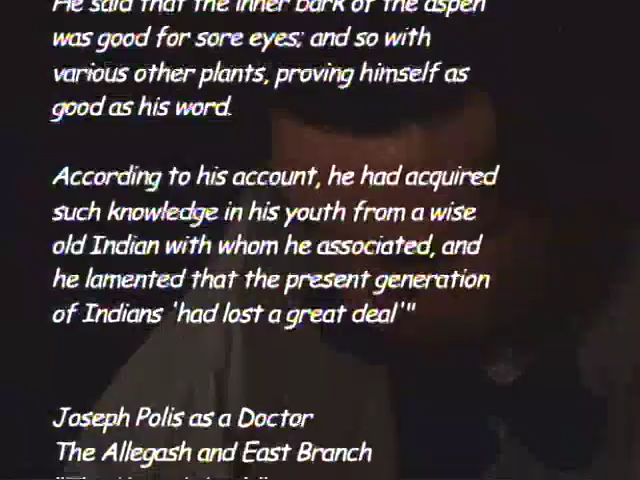 He said that the inner bark of the aspen
was good for sore eyes; and so with
various other plants, proving himself as
good as his word.
According to his account, he had acquired
such knowledge in his youth from a wise
old Indian with whom he associated, and
he lamented that the present generation
of Indians 'had lost a great deal'"
Joseph Polis as a Doctor
The Allegash and East Branch